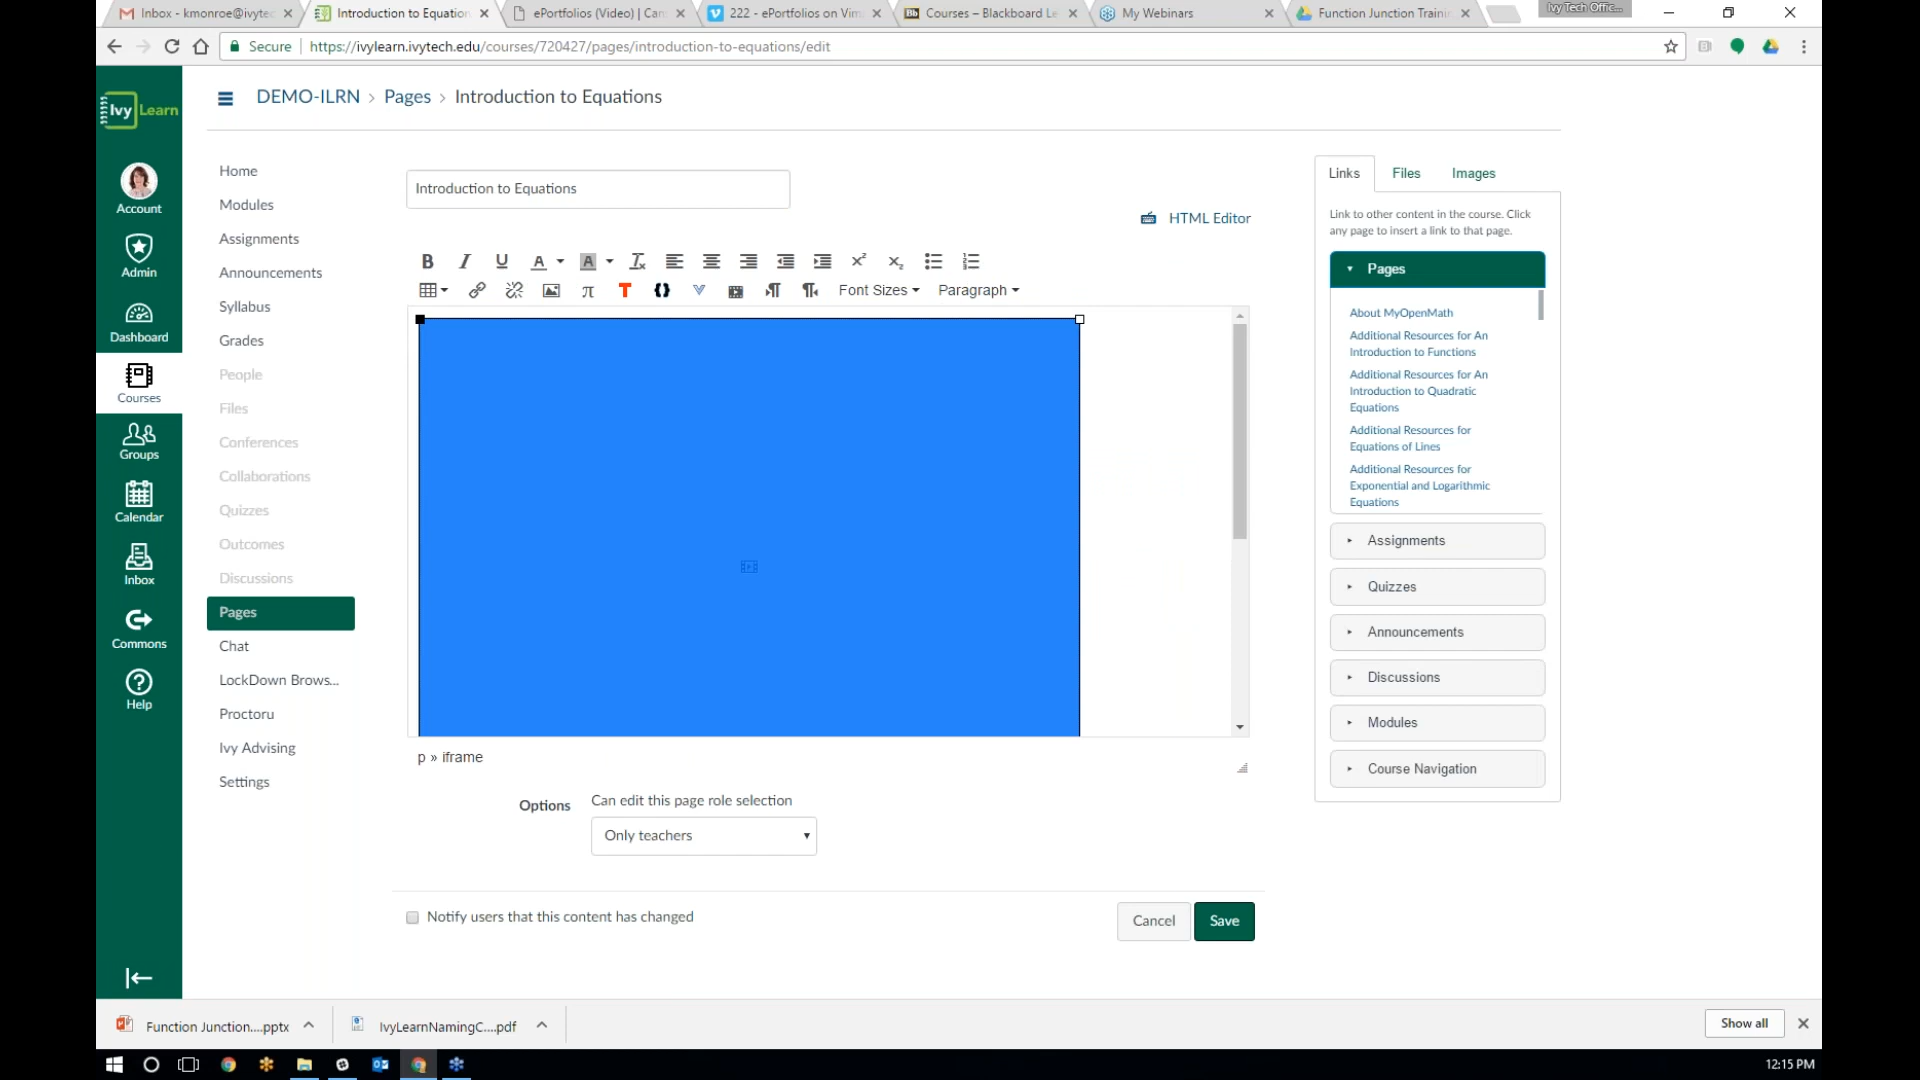 Inbox - kmonroe@ivytec
Introduction to Equation
ePortfolios (Video) | Can
222 - ePortfolios on Vim
Courses – Blackboard Le
My Webinars
Function Junction Traini
Ivy Tech Offic...
Secure
https://ivylearn.ivytech.edu/courses/720427/pages/introduction-to-equations/edit
Ivy Learn
DEMO-ILRN > Pages > Introduction to Equations
Account
Admin
Dashboard
Courses
Groups
Calendar
Inbox
Commons
Help
Home
Modules
Assignments
Announcements
Syllabus
Grades
People
Files
Conferences
Collaborations
Quizzes
Outcomes
Discussions
Pages
Chat
LockDown Brows...
Proctoru
Ivy Advising
Settings
Introduction to Equations
HTML Editor
Font Sizes
Paragraph
p » iframe
Options
Can edit this page role selection
Only teachers
Notify users that this content has changed
Cancel
Save
Links
Files
Images
Link to other content in the course. Click
any page to insert a link to that page.
Pages
About MyOpenMath
Additional Resources for An
Introduction to Functions
Additional Resources for An
Introduction to Quadratic
Equations
Additional Resources for
Equations of Lines
Additional Resources for
Exponential and Logarithmic
Equations
Assignments
Quizzes
Announcements
Discussions
Modules
Course Navigation
Function Junction....pptx
IvyLearnNamingC....pdf
Show all
12:15 PM